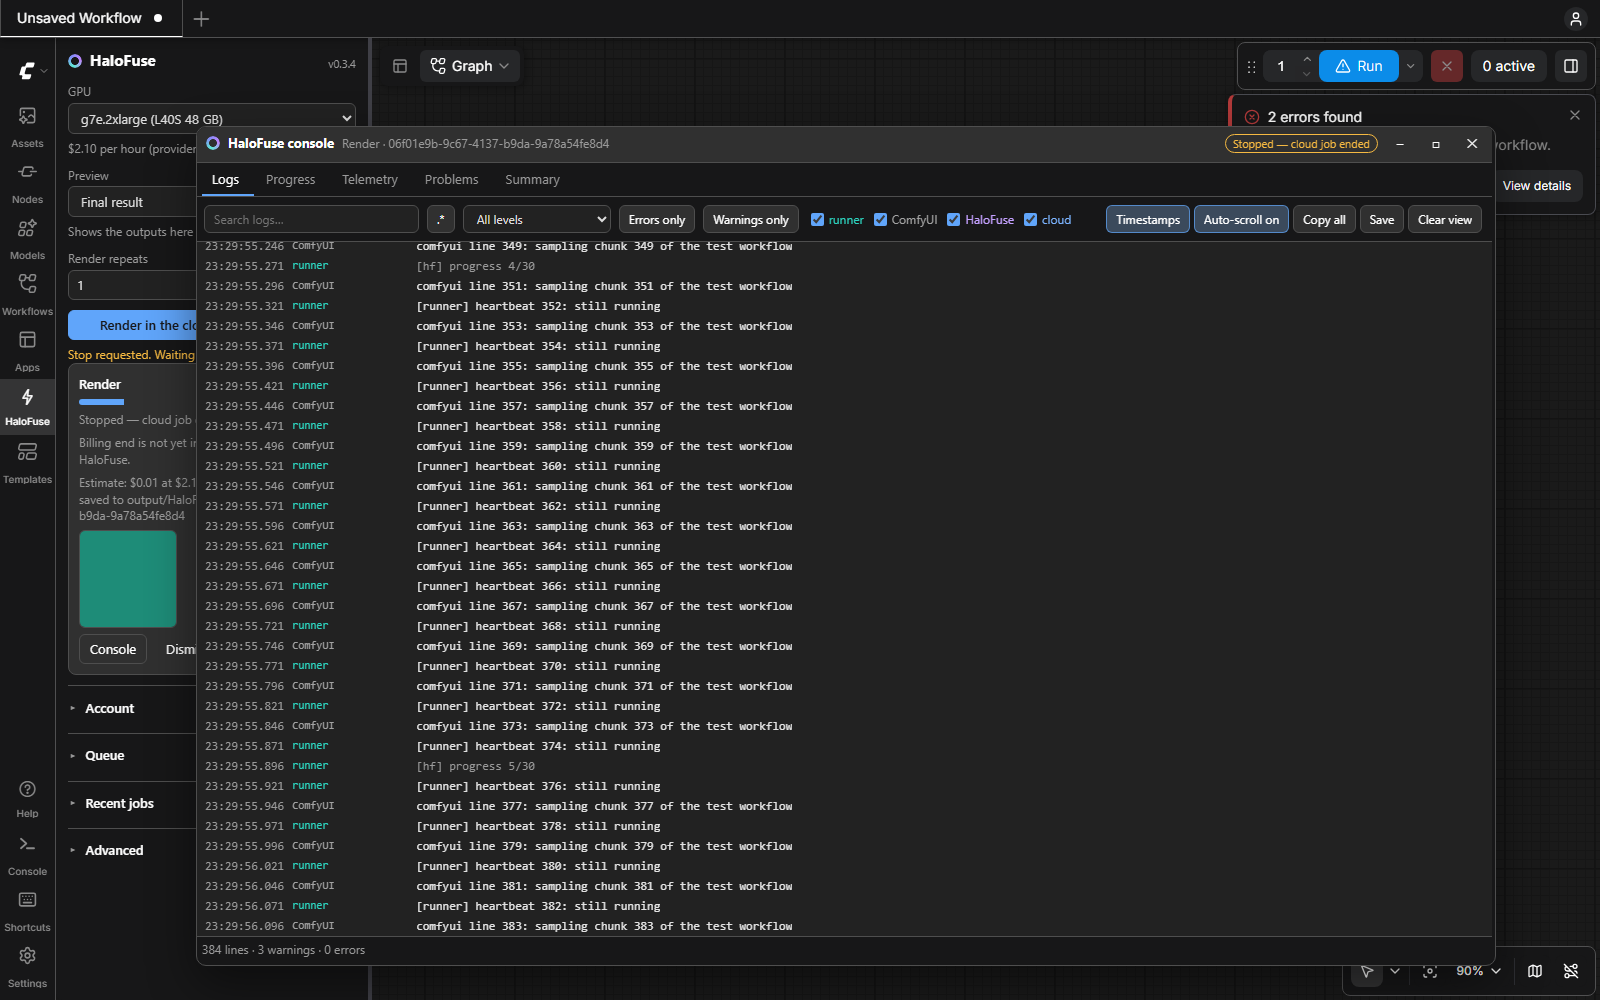 Unsaved Workflow
HaloFuse
v0.3.4
GPU
g7e.2xlarge (L40S 48 GB)
$2.10 per hour (provider
Preview
Final result
Shows the outputs here
Render repeats
1
Render in the clo
Stop requested. Waiting
Render
Stopped — cloud job
Billing end is not yet in
HaloFuse.
Estimate: $0.01 at $2.1
saved to output/HaloF
b9da-9a78a54fe8d4
Console
Dismi
Account
Queue
Recent jobs
Advanced
Assets
Nodes
Models
Workflows
Apps
HaloFuse
Templates
Help
Console
Shortcuts
Settings
Graph
1
Run
0 active
2 errors found
workflow.
View details
HaloFuse console
Render · 06f01e9b-9c67-4137-b9da-9a78a54fe8d4
Stopped — cloud job ended
Logs
Progress
Telemetry
Problems
Summary
Search logs...
.*
All levels
Errors only
Warnings only
runner
ComfyUI
HaloFuse
cloud
Timestamps
Auto-scroll on
Copy all
Save
Clear view
23:29:55.246 ComfyUI comfyui line 349: sampling chunk 349 of the test workflow
23:29:55.271 runner [hf] progress 4/30
23:29:55.296 ComfyUI comfyui line 351: sampling chunk 351 of the test workflow
23:29:55.321 runner [runner] heartbeat 352: still running
23:29:55.346 ComfyUI comfyui line 353: sampling chunk 353 of the test workflow
23:29:55.371 runner [runner] heartbeat 354: still running
23:29:55.396 ComfyUI comfyui line 355: sampling chunk 355 of the test workflow
23:29:55.421 runner [runner] heartbeat 356: still running
23:29:55.446 ComfyUI comfyui line 357: sampling chunk 357 of the test workflow
23:29:55.471 runner [runner] heartbeat 358: still running
23:29:55.496 ComfyUI comfyui line 359: sampling chunk 359 of the test workflow
23:29:55.521 runner [runner] heartbeat 360: still running
23:29:55.546 ComfyUI comfyui line 361: sampling chunk 361 of the test workflow
23:29:55.571 runner [runner] heartbeat 362: still running
23:29:55.596 ComfyUI comfyui line 363: sampling chunk 363 of the test workflow
23:29:55.621 runner [runner] heartbeat 364: still running
23:29:55.646 ComfyUI comfyui line 365: sampling chunk 365 of the test workflow
23:29:55.671 runner [runner] heartbeat 366: still running
23:29:55.696 ComfyUI comfyui line 367: sampling chunk 367 of the test workflow
23:29:55.721 runner [runner] heartbeat 368: still running
23:29:55.746 ComfyUI comfyui line 369: sampling chunk 369 of the test workflow
23:29:55.771 runner [runner] heartbeat 370: still running
23:29:55.796 ComfyUI comfyui line 371: sampling chunk 371 of the test workflow
23:29:55.821 runner [runner] heartbeat 372: still running
23:29:55.846 ComfyUI comfyui line 373: sampling chunk 373 of the test workflow
23:29:55.871 runner [runner] heartbeat 374: still running
23:29:55.896 runner [hf] progress 5/30
23:29:55.921 runner [runner] heartbeat 376: still running
23:29:55.946 ComfyUI comfyui line 377: sampling chunk 377 of the test workflow
23:29:55.971 runner [runner] heartbeat 378: still running
23:29:55.996 ComfyUI comfyui line 379: sampling chunk 379 of the test workflow
23:29:56.021 runner [runner] heartbeat 380: still running
23:29:56.046 ComfyUI comfyui line 381: sampling chunk 381 of the test workflow
23:29:56.071 runner [runner] heartbeat 382: still running
23:29:56.096 ComfyUI comfyui line 383: sampling chunk 383 of the test workflow
384 lines · 3 warnings · 0 errors
90%